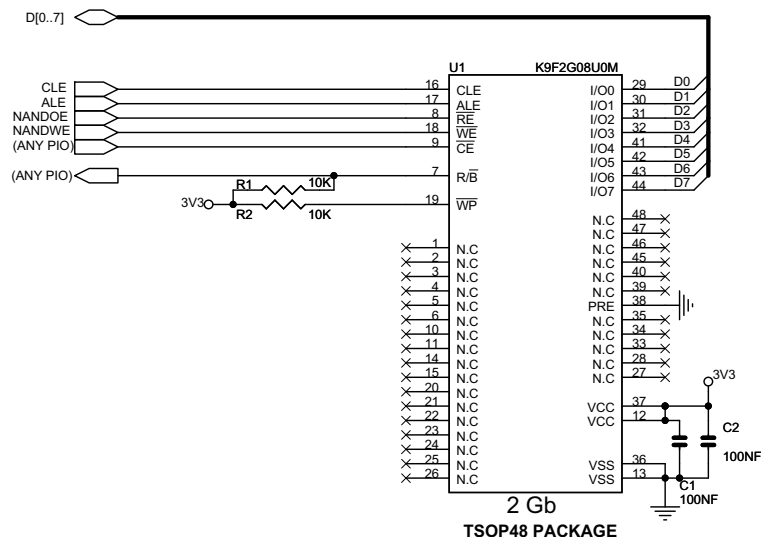 D[0..7]
U1 K9F2G08U0M
CLE 16 CLE I/O0 29 D0
ALE 17 ALE I/O1 30 D1
NANDOE 8 RE I/O2 31 D2
NANDWE 18 WE I/O3 32 D3
(ANY PIO) 9 CE I/O4 41 D4
I/O5 42 D5
(ANY PIO) 7 R/B I/O6 43 D6
I/O7 44 D7
R1 10K
3V3
R2 10K 19 WP
N.C 48
N.C 47
1 N.C N.C 46
2 N.C N.C 45
3 N.C N.C 40
4 N.C N.C 39
5 N.C PRE 38
6 N.C N.C 35
10 N.C N.C 34
11 N.C N.C 33
14 N.C N.C 28
15 N.C N.C 27
20 N.C 3V3
21 N.C VCC 37
22 N.C VCC 12
23 N.C C2
24 N.C 100NF
25 N.C VSS 36
26 N.C VSS 13
C1
100NF
2 Gb
TSOP48 PACKAGE